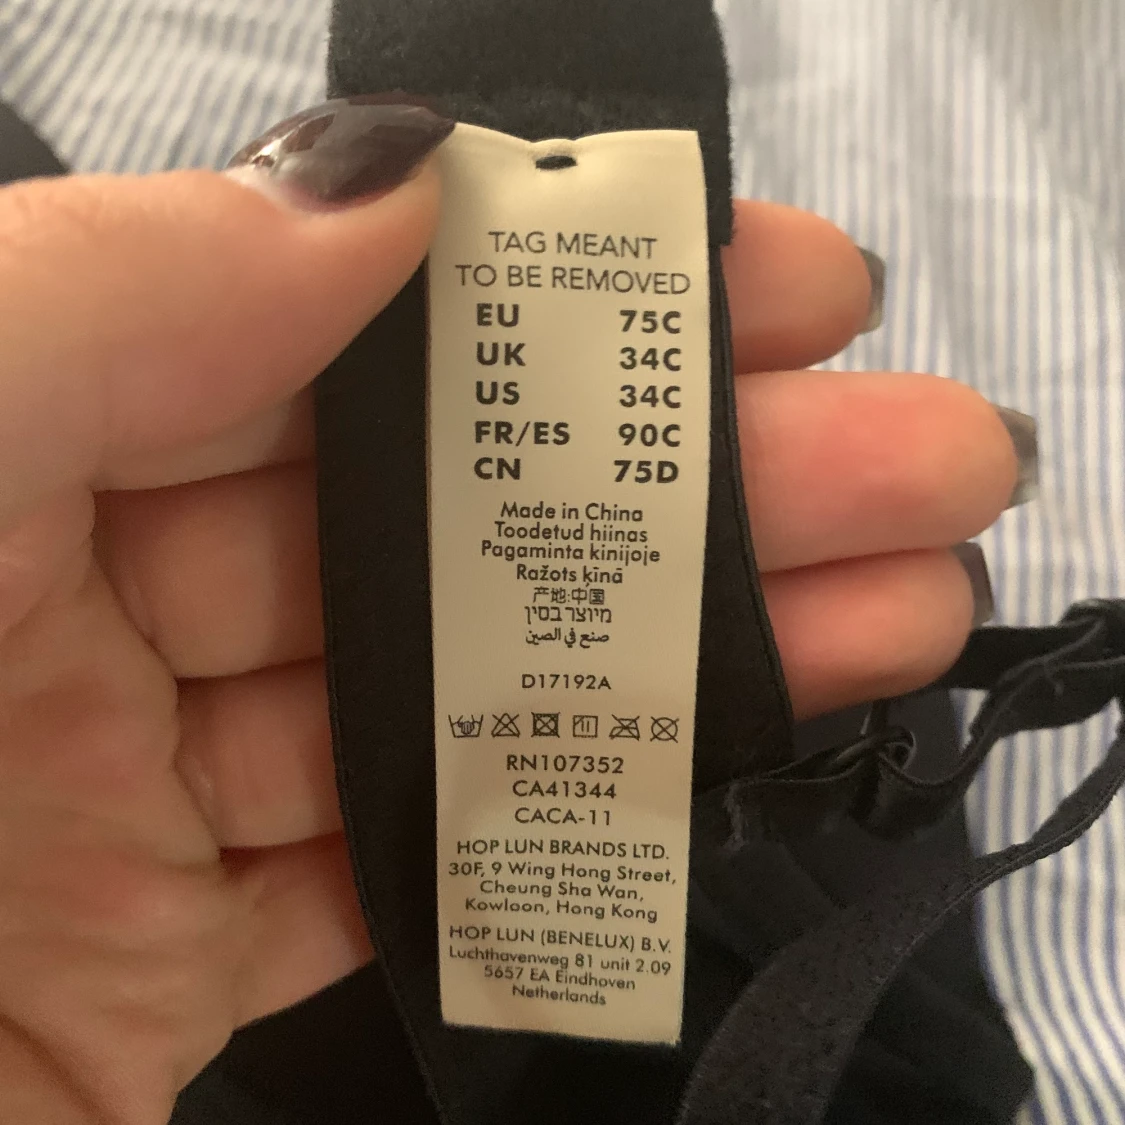 TAG MEANT
TO BE REMOVED
EU 75C
UK 34C
US 34C
FR/ES 90C
CN 75D
Made in China
Toodetud hiinas
Pagaminta kinijoje
Ražots ķīnā
产地:中国
מיוצר בסין
صنع في الصين
D17192A
RN107352
CA41344
CACA-11
HOP LUN BRANDS LTD.
30F, 9 Wing Hong Street,
Cheung Sha Wan,
Kowloon, Hong Kong
HOP LUN (BENELUX) B.V.
Luchthavenweg 81 unit 2.09
5657 EA Eindhoven
Netherlands